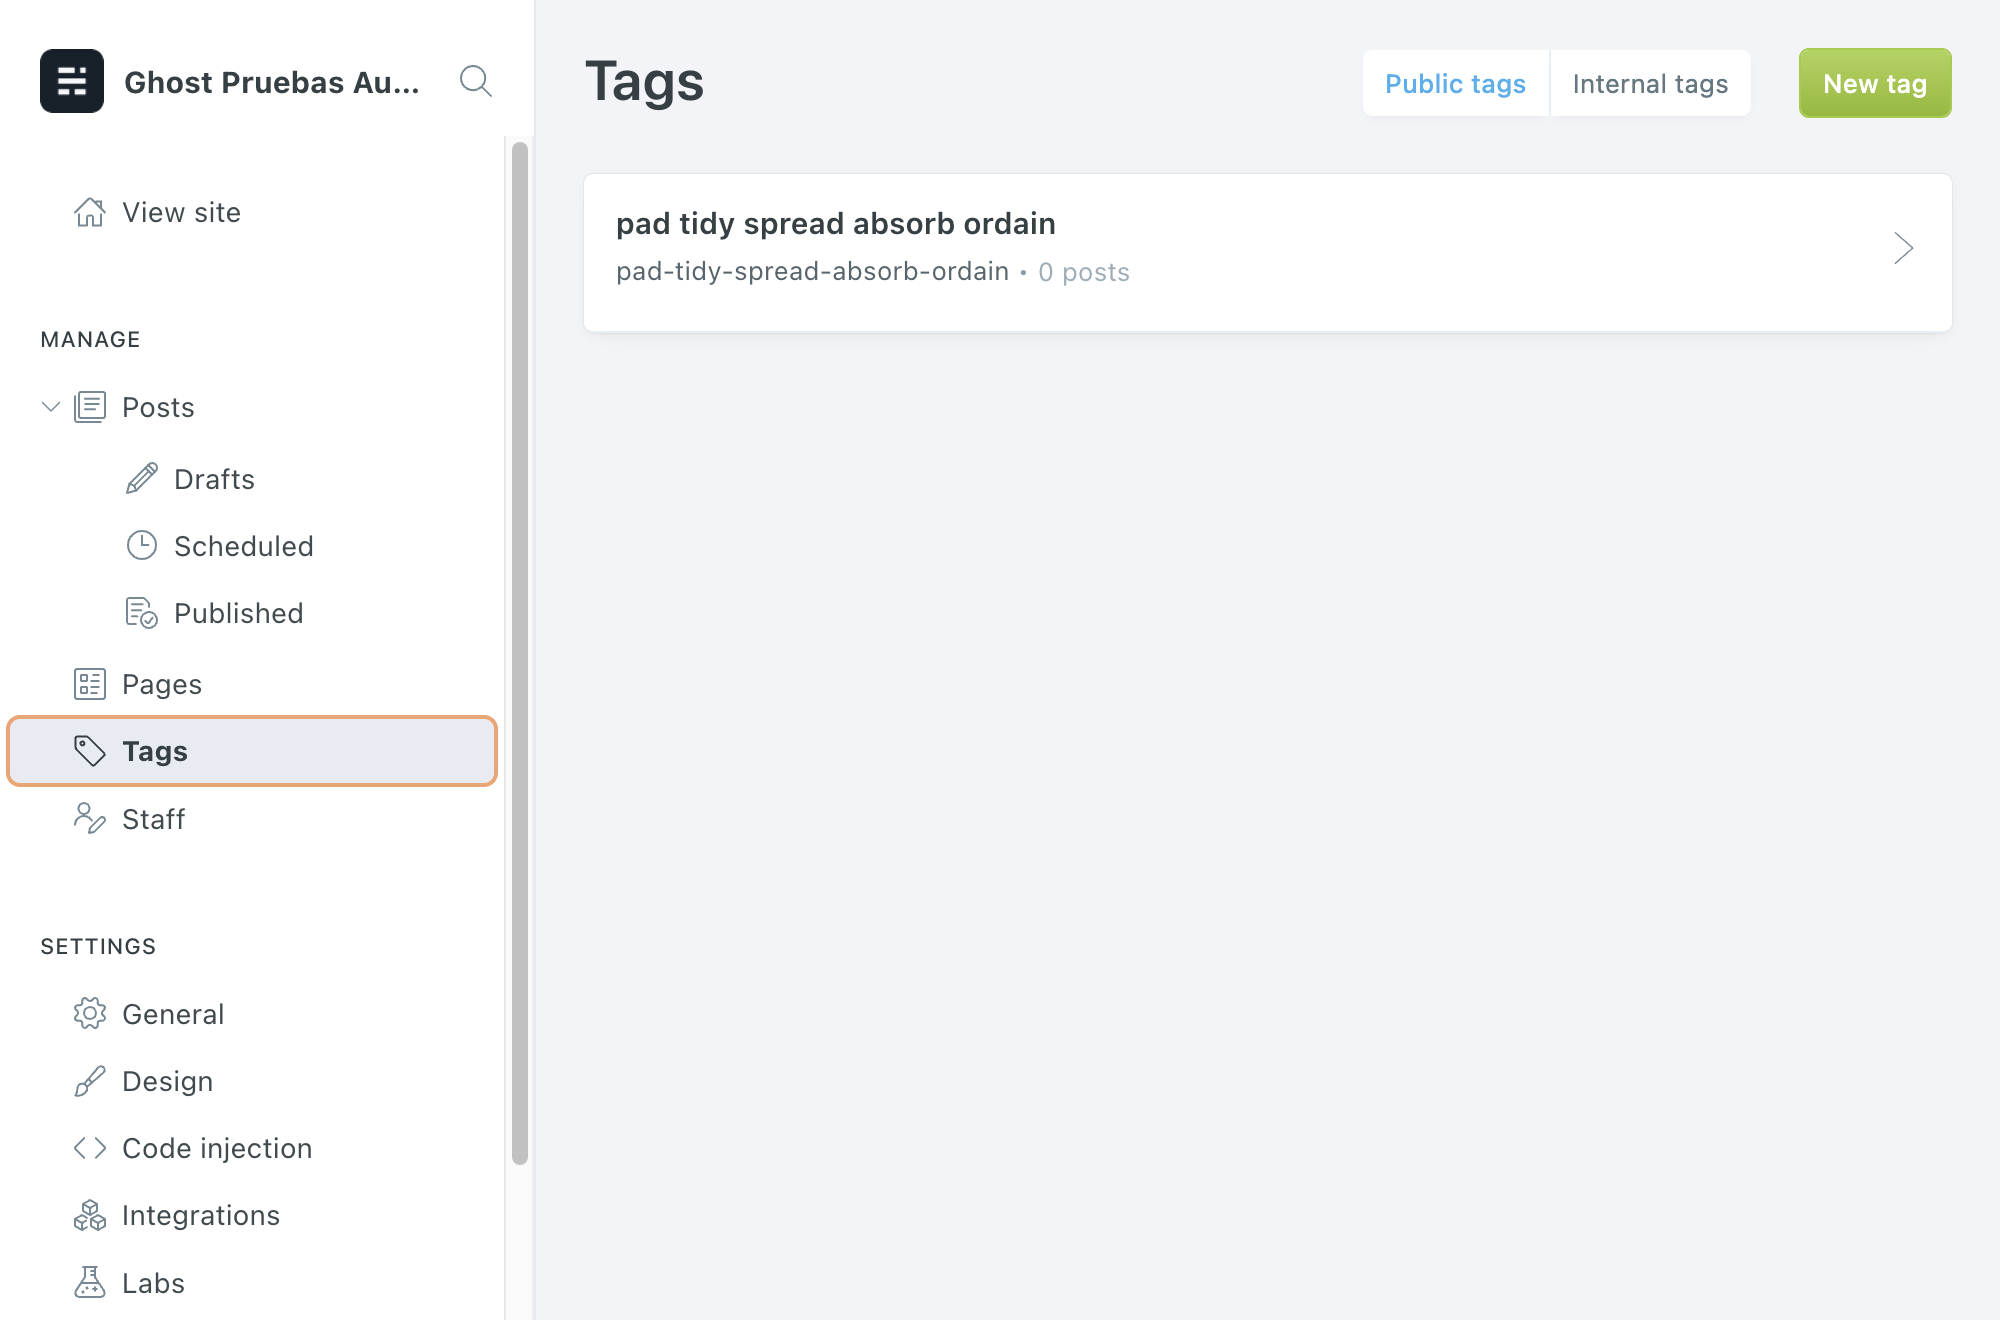 Ghost Pruebas Au...
View site
MANAGE
Posts
Drafts
Scheduled
Published
Pages
Tags
Staff
SETTINGS
General
Design
Code injection
Integrations
Labs
Tags
Public tags
Internal tags
New tag
pad tidy spread absorb ordain
pad-tidy-spread-absorb-ordain • 0 posts